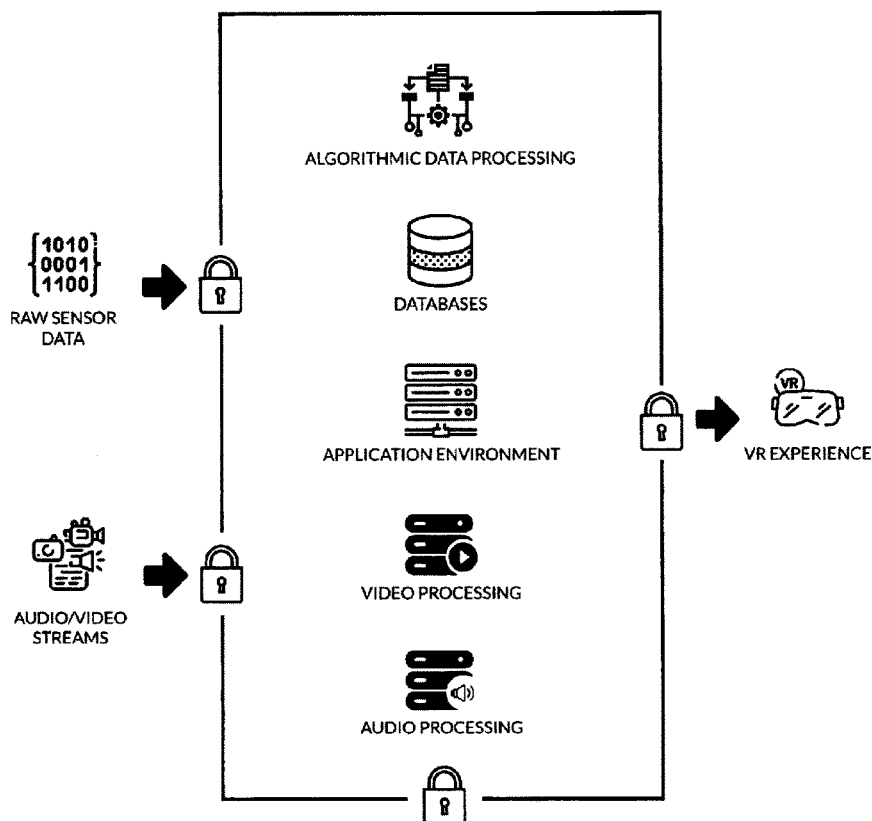 ALGORITHMIC DATA PROCESSING
1010
0001
1100
RAW SENSOR
DATA
DATABASES
APPLICATION ENVIRONMENT
VR
VR EXPERIENCE
AUDIO/VIDEO
STREAMS
VIDEO PROCESSING
AUDIO PROCESSING